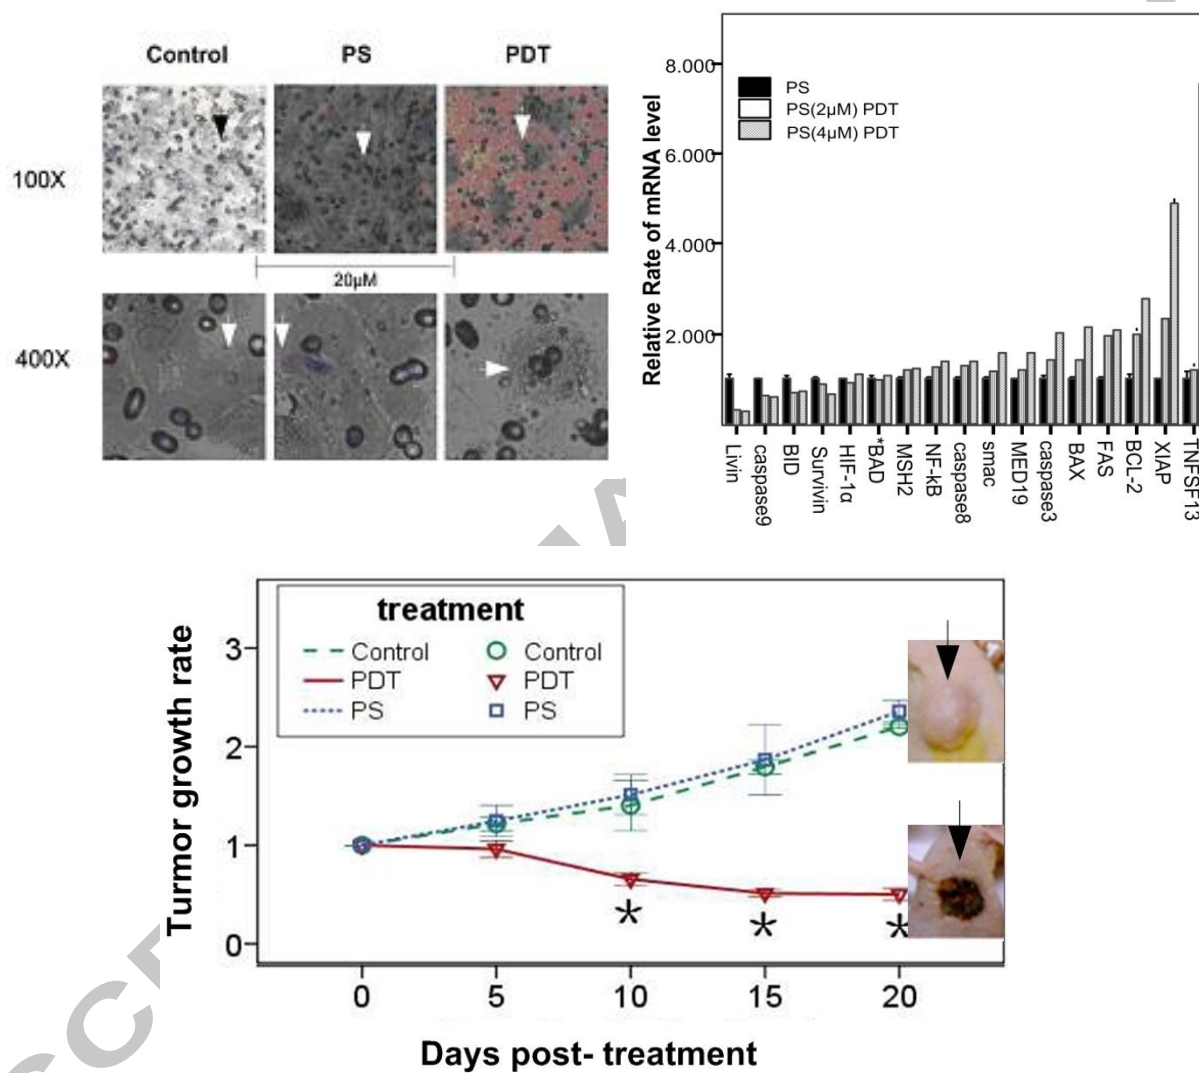 Control PS PDT
100X
20µM
400X
Relative Rate of mRNA level
8.000
6.000
4.000
2.000
PS
PS(2µM) PDT
PS(4µM) PDT
Livin
caspase9
BID
Survivin
HIF-1α
*BAD
MSH2
NF-kB
caspase8
smac
MED19
caspase3
BAX
FAS
BCL-2
XIAP
TNFSF13
Turmor growth rate
3
2
1
0
treatment
Control Control
PDT PDT
PS PS
* * *
0 5 10 15 20
Days post- treatment